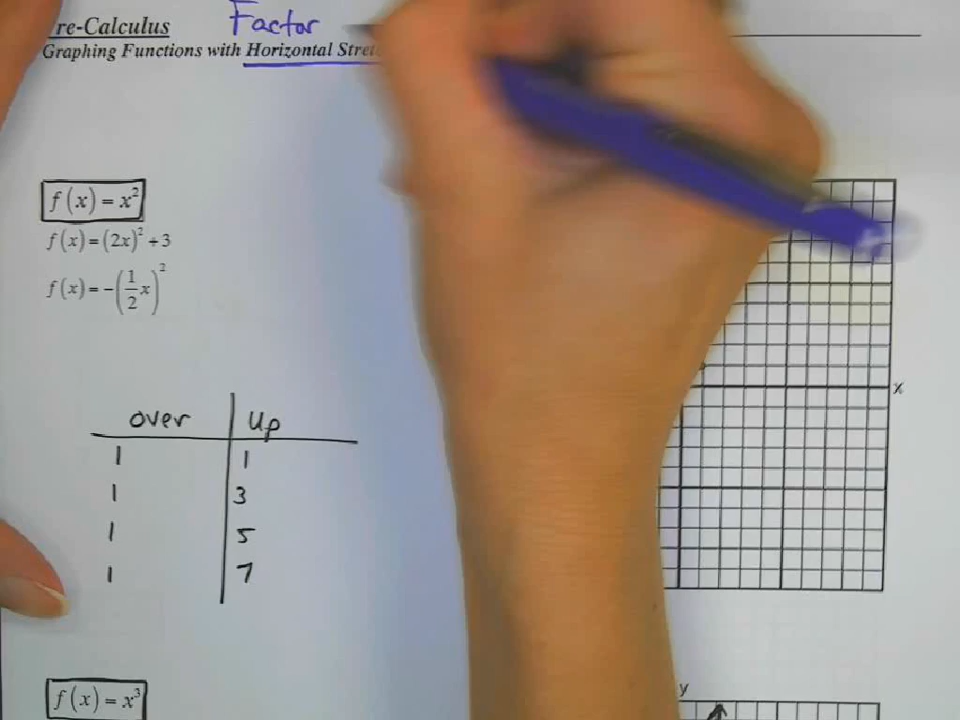 re-Calculus Factor
Graphing Functions with Horizontal
f(x) = x²
f(x) = (2x)² + 3
f(x) = -(1/2 x)²
x
over up
1 1
1 3
1 5
1 7
f(x) = x³
y